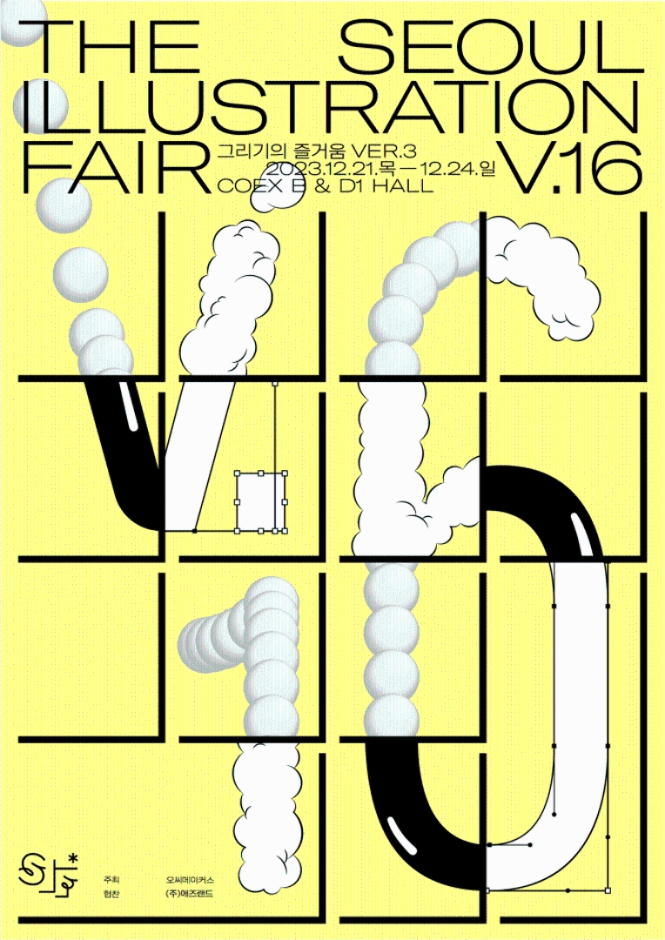 THE SEOUL
ILLUSTRATION
FAIR V.16
그리기의 즐거움 VER.3
2023.12.21.목 — 12.24.일
COEX B & D1 HALL
V.
1 6
주최 오씨메이커스
협찬 (주)애즈랜드